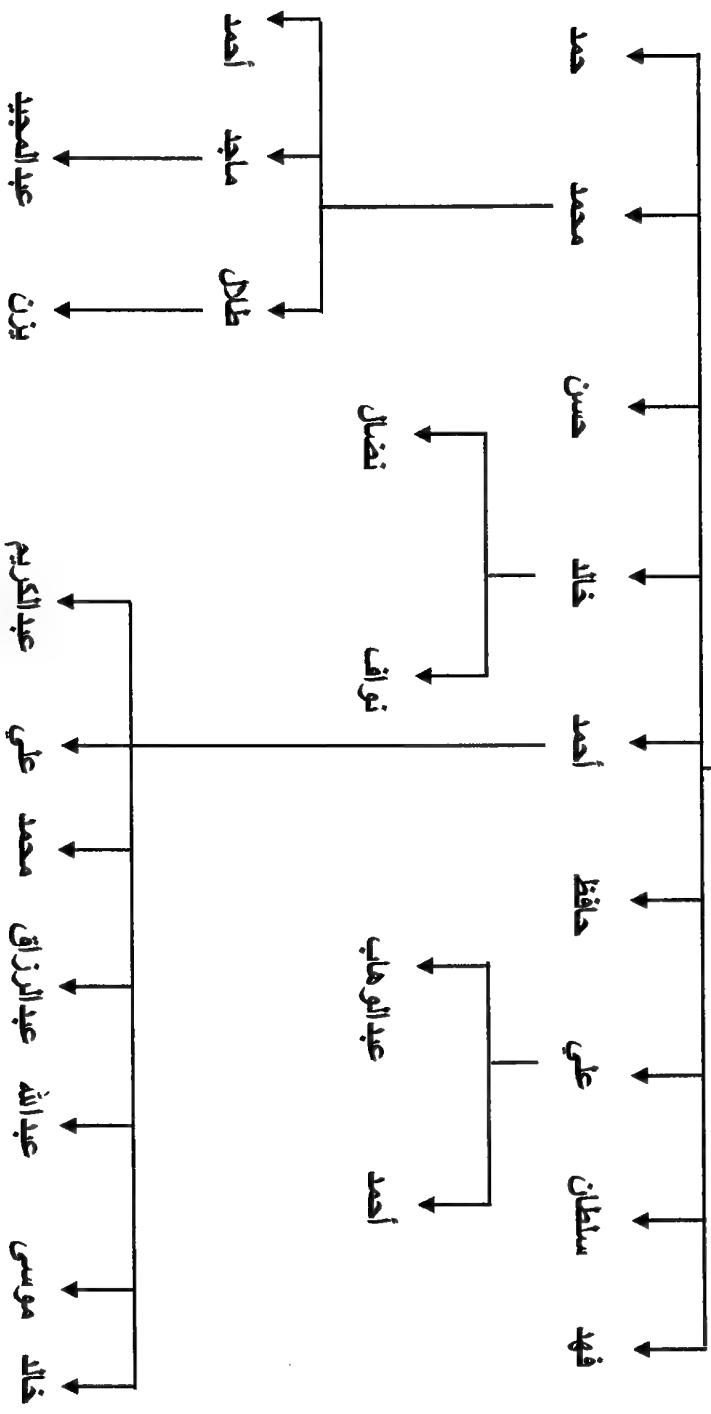 فهد سلطان علي حافظ أحمد خالد حسن محمد حمد
أحمد عبدالوهاب نواف نضال
طلال ماجد أحمد
خالد موسى عبدالله عبدالرزاق محمد علي عبدالكريم يزن عبدالمجيد